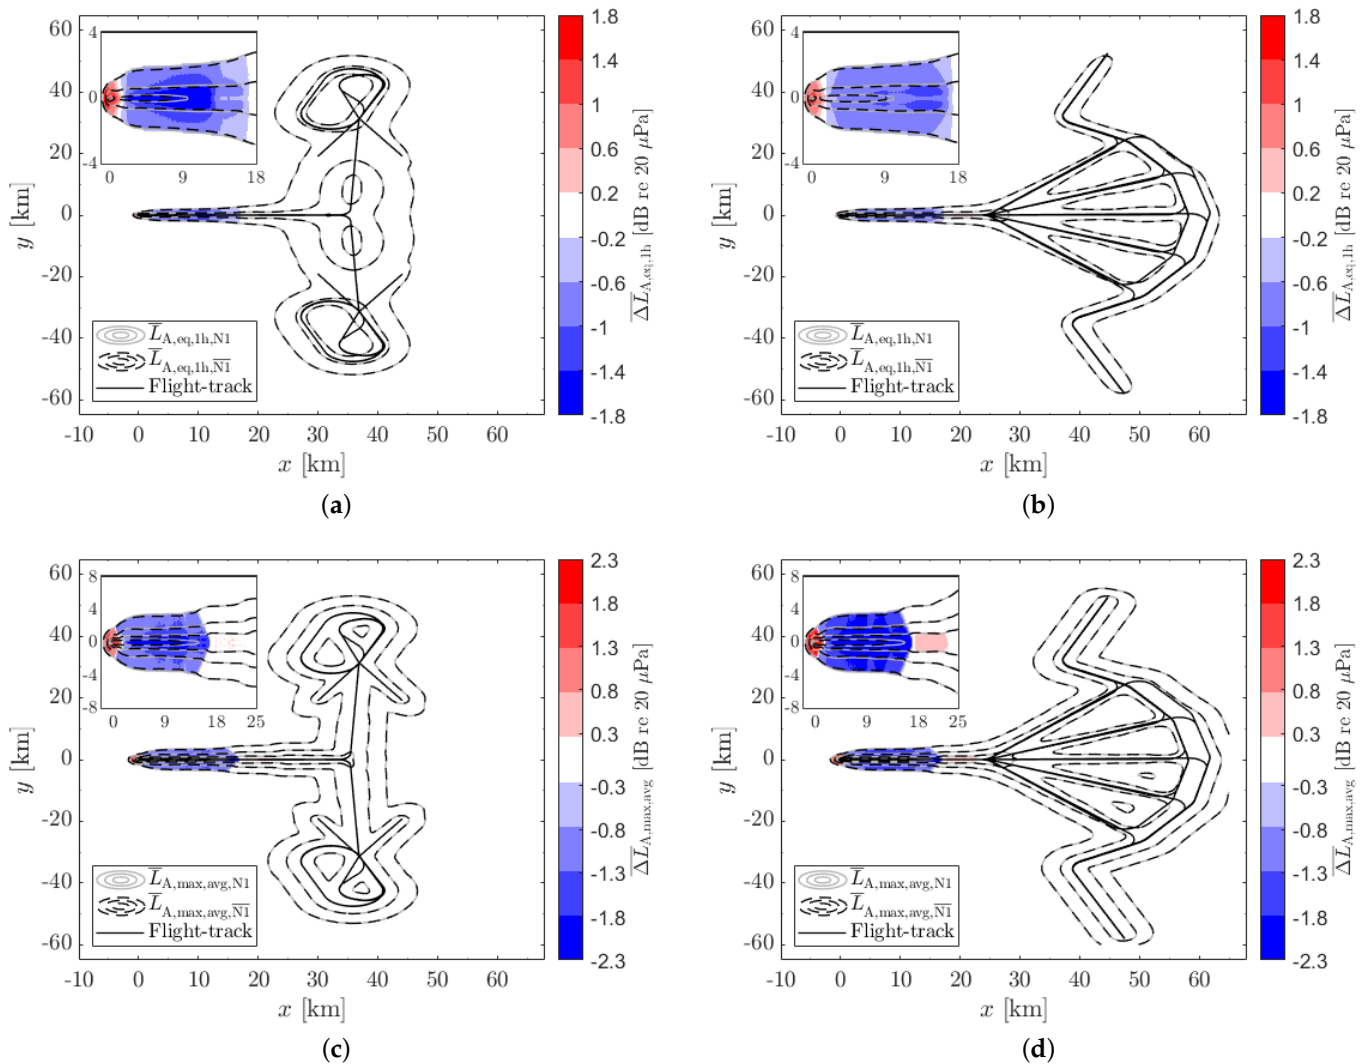 60
40
20
0
-20
-40
-60
-10 0 10 20 30 40 50 60
x [km]
y [km]
4
0
-4
0 9 18
L̅A,eq,1h,N1
L̅A,eq,1h,N̅1̅
Flight-track
1.8
1.4
1
0.6
0.2
-0.2
-0.6
-1
-1.4
-1.8
Δ̅L̅A,eq,1h [dB re 20 μPa]
(a)
60
40
20
0
-20
-40
-60
-10 0 10 20 30 40 50 60
x [km]
y [km]
4
0
-4
0 9 18
L̅A,eq,1h,N1
L̅A,eq,1h,N̅1̅
Flight-track
1.8
1.4
1
0.6
0.2
-0.2
-0.6
-1
-1.4
-1.8
Δ̅L̅A,eq,1h [dB re 20 μPa]
(b)
60
40
20
0
-20
-40
-60
-10 0 10 20 30 40 50 60
x [km]
y [km]
8
4
0
-4
-8
0 9 18 25
L̅A,max,avg,N1
L̅A,max,avg,N̅1̅
Flight-track
2.3
1.8
1.3
0.8
0.3
-0.3
-0.8
-1.3
-1.8
-2.3
Δ̅L̅A,max,avg [dB re 20 μPa]
(c)
60
40
20
0
-20
-40
-60
-10 0 10 20 30 40 50 60
x [km]
y [km]
8
4
0
-4
-8
0 9 18 25
L̅A,max,avg,N1
L̅A,max,avg,N̅1̅
Flight-track
2.3
1.8
1.3
0.8
0.3
-0.3
-0.8
-1.3
-1.8
-2.3
Δ̅L̅A,max,avg [dB re 20 μPa]
(d)